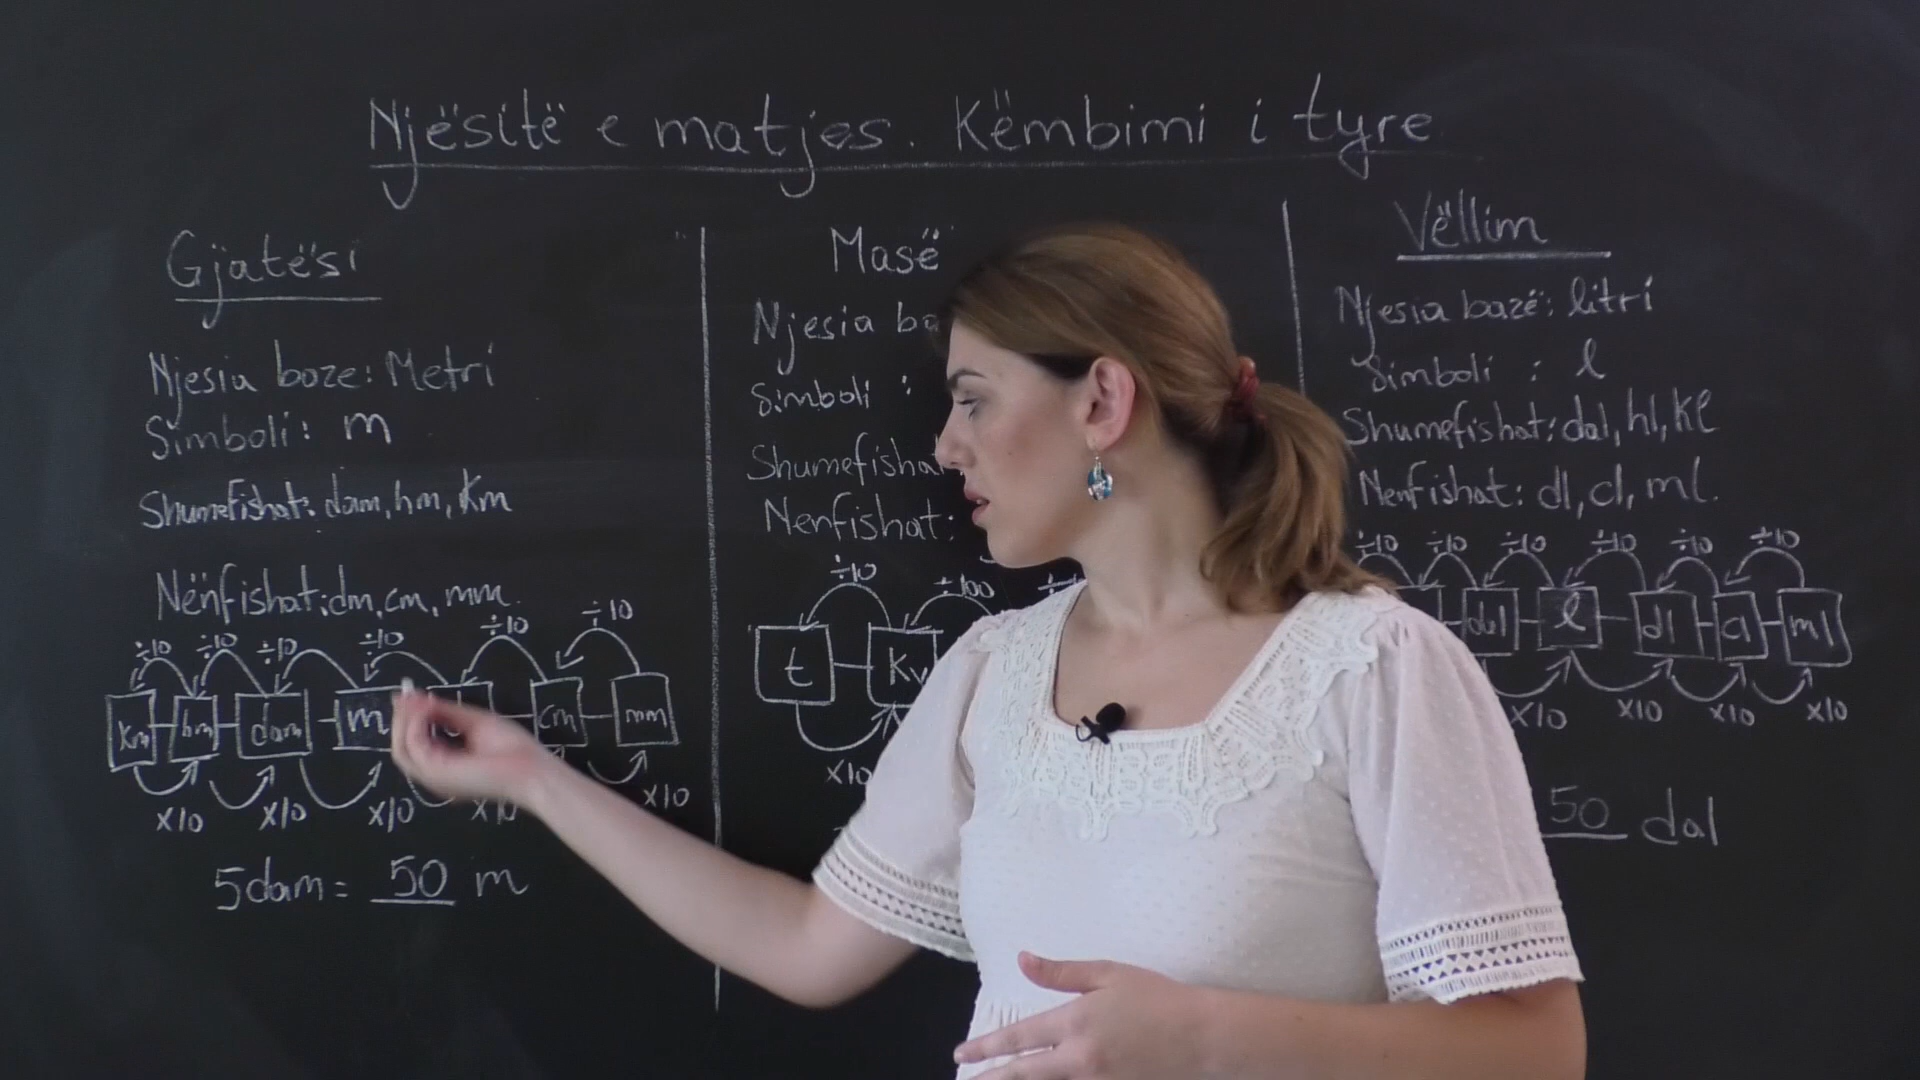 Njësitë e matjes. Këmbimi i tyre
Gjatësi
Njesia baze: Metri
Simboli: m
Shumefishat: dam, hm, Km
Nënfishat: dm, cm, mm.
÷10 ÷10 ÷10 ÷10 ÷10 ÷10
Km hm dam m cm mm
x10 x10 x10 x10 x10
5dam = 50 m
Masë
Njesia
Simboli :
Shumefishat
Nenfishat:
÷10 ÷100
t Kv
x10
Vëllim
Njesia bazë: litri
Simboli : l
Shumefishat: dal, hl, Kl
Nenfishat: dl, cl, ml.
÷10 ÷10 ÷10 ÷10 ÷10 ÷10
dal l dl cl ml
x10 x10 x10 x10
50 dal